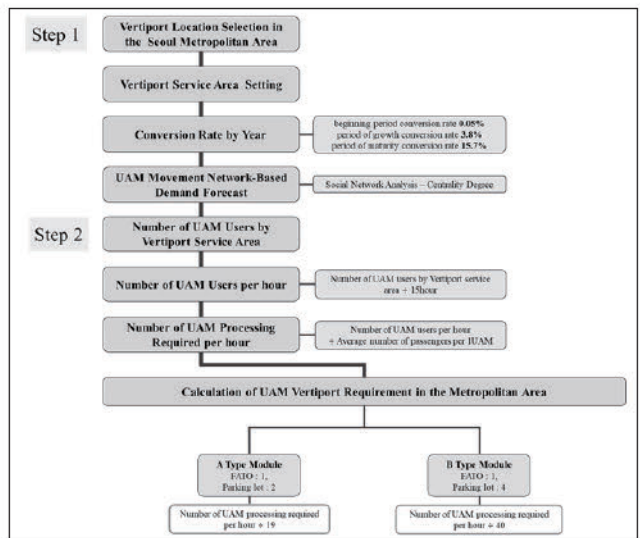 Step 1
Vertiport Location Selection in
the Seoul Metropolitan Area
Vertiport Service Area Setting
Conversion Rate by Year
beginning period conversion rate 0.05%
period of growth conversion rate 3.8%
period of maturity conversion rate 15.7%
UAM Movement Network-Based
Demand Forecast
Social Network Analysis – Centrality Degree
Step 2
Number of UAM Users by
Vertiport Service Area
Number of UAM Users per hour
Number of UAM users by Vertiport service
area ÷ 15hour
Number of UAM Processing
Required per hour
Number of UAM users per hour
÷ Average number of passengers per 1UAM
Calculation of UAM Vertiport Requirement in the Metropolitan Area
A Type Module
FATO : 1,
Parking lot : 2
B Type Module
FATO : 1,
Parking lot : 4
Number of UAM processing required
per hour ÷ 19
Number of UAM processing required
per hour ÷ 40